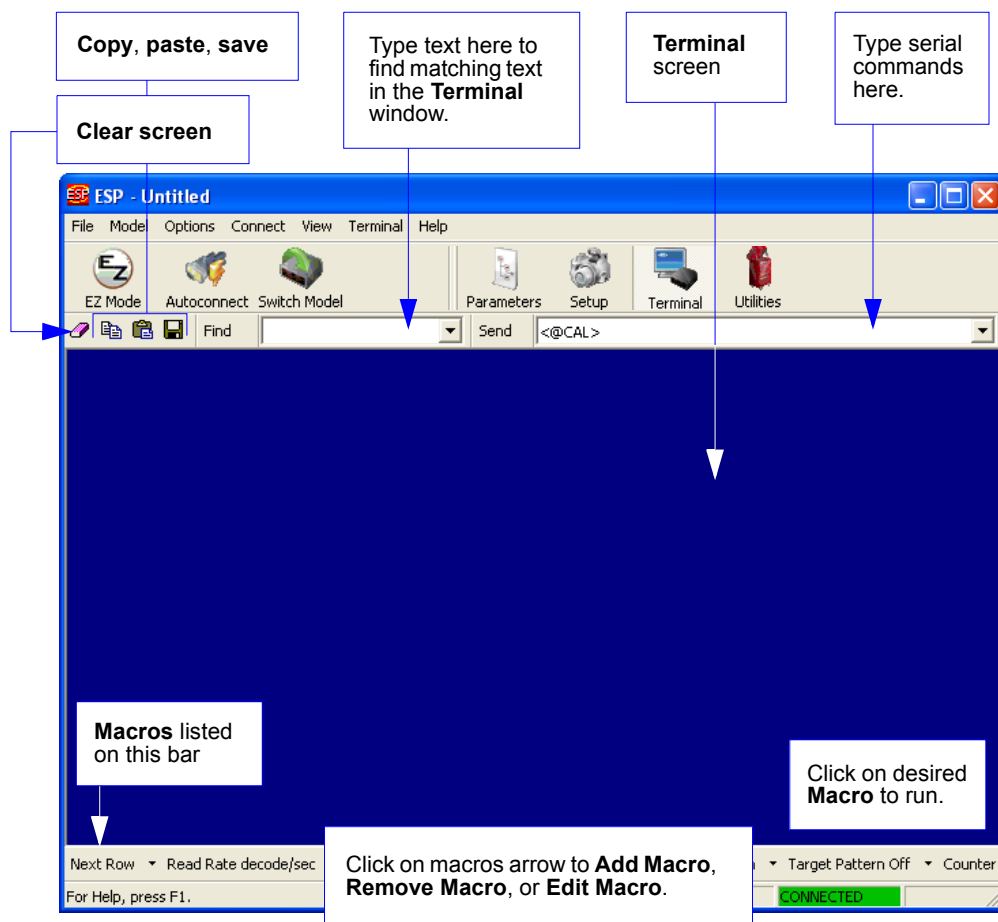 Copy, paste, save
Clear screen
Type text here to
find matching text
in the Terminal
window.
Terminal
screen
Type serial
commands
here.
ESP - Untitled
File Model Options Connect View Terminal Help
EZ Mode Autoconnect Switch Model Parameters Setup Terminal Utilities
Find Send <@CAL>
Macros listed
on this bar
Click on desired
Macro to run.
Next Row Read Rate decode/sec Target Pattern Off Counter
Click on macros arrow to Add Macro,
Remove Macro, or Edit Macro.
For Help, press F1. CONNECTED